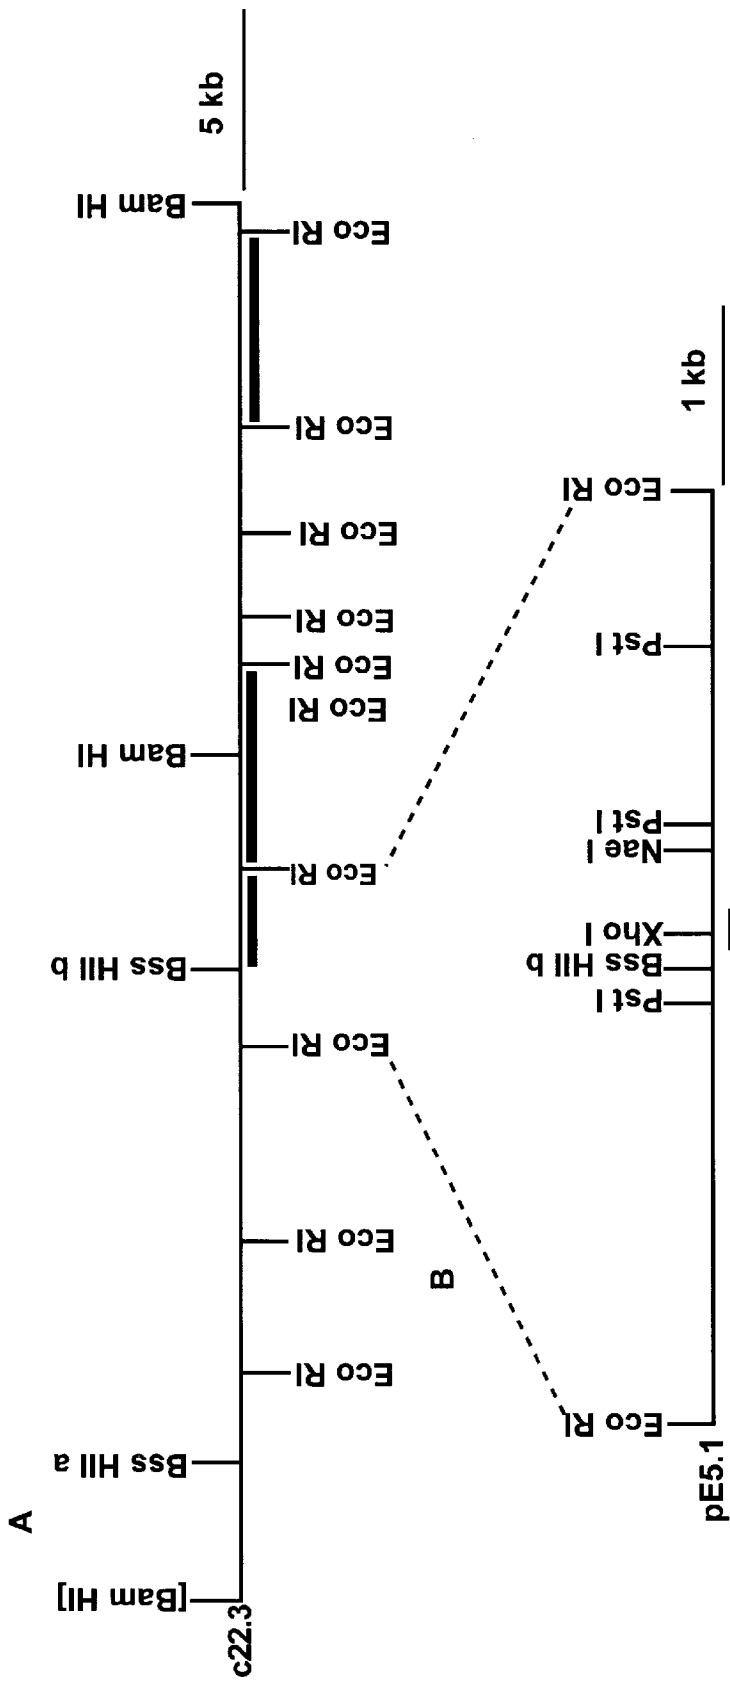 A
[Bam HI]
Bss HII a
Bss HII b
Bam HI
Bam HI
5 kb
c22.3
Eco RI
Eco RI
Eco RI
Eco RI
Eco RI
Eco RI
Eco RI
Eco RI
Eco RI
Eco RI
B
Eco RI
Pst I
Bss HII b
Xho I
Nae I
Pst I
Pst I
Eco RI
1 kb
pE5.1